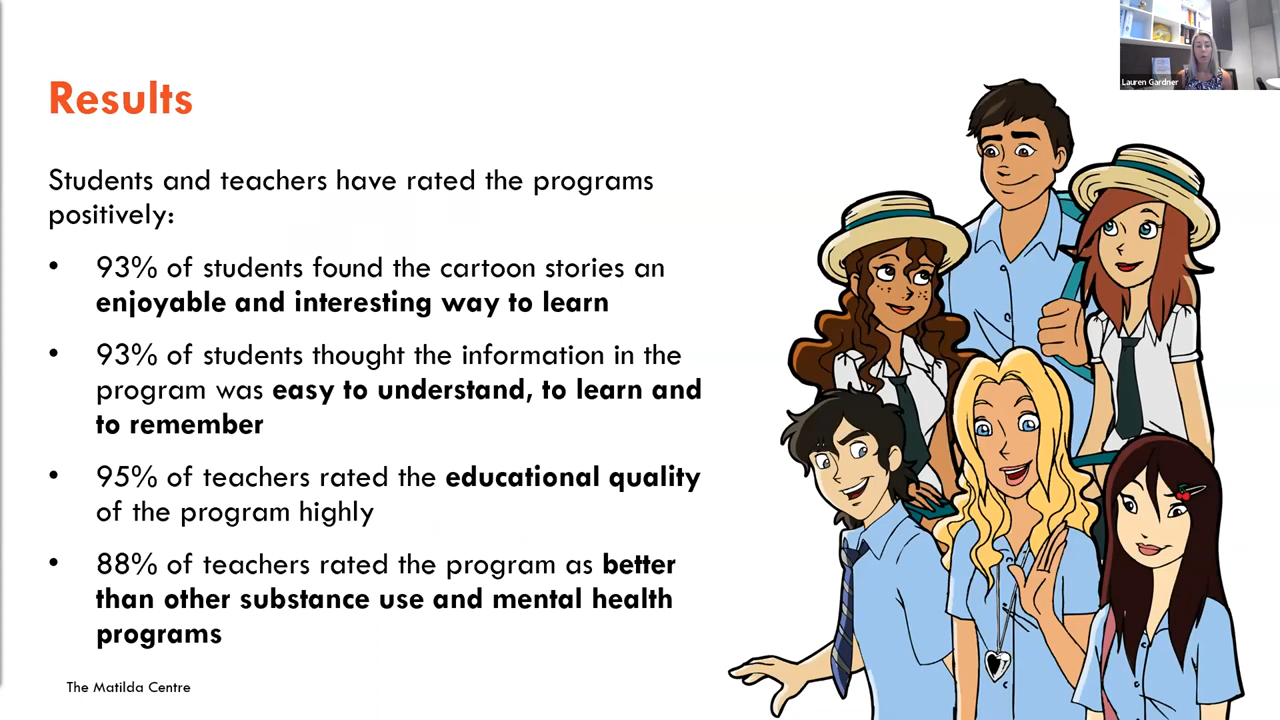 Lauren Gardner
Results
Students and teachers have rated the programs
positively:
• 93% of students found the cartoon stories an
enjoyable and interesting way to learn
• 93% of students thought the information in the
program was easy to understand, to learn and
to remember
• 95% of teachers rated the educational quality
of the program highly
• 88% of teachers rated the program as better
than other substance use and mental health
programs
The Matilda Centre